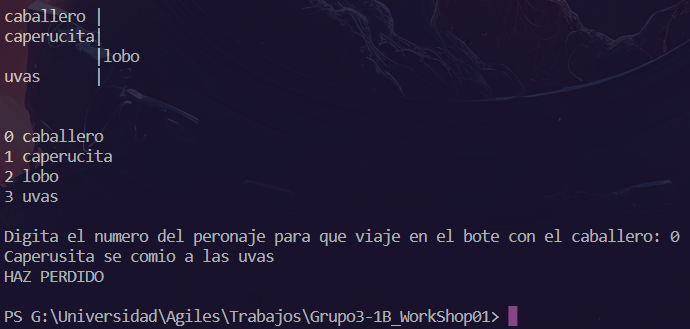 caballero |
caperucita|
          |lobo
uvas      |
0 caballero
1 caperucita
2 lobo
3 uvas
Digita el numero del peronaje para que viaje en el bote con el caballero: 0
Caperusita se comio a las uvas
HAZ PERDIDO
PS G:\Universidad\Agiles\Trabajos\Grupo3-1B_WorkShop01>